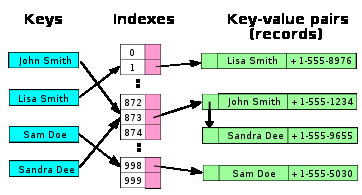 Keys
Indexes
Key-value pairs
(records)
John Smith
Lisa Smith
Sam Doe
Sandra Dee
0
1
872
873
874
998
999
Lisa Smith +1-555-8976
John Smith +1-555-1234
Sandra Dee +1-555-9655
Sam Doe +1-555-5030